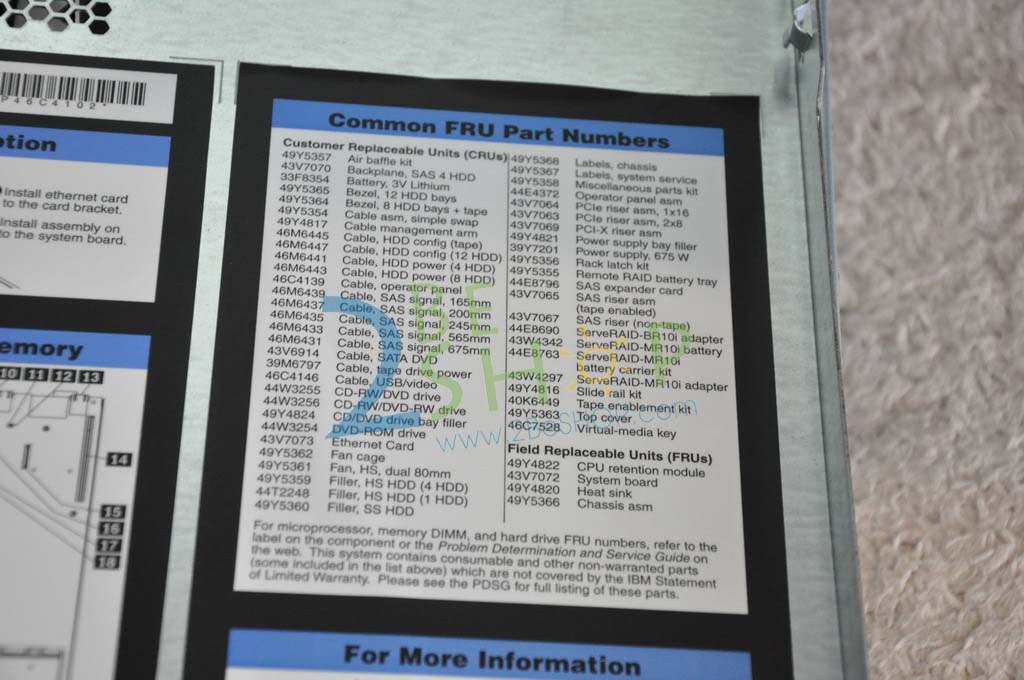 P46C4102*
ption
Install ethernet card
to the card bracket.
Install assembly on
to the system board.
emory
10 11 12 13
14
15
16
17
18
Common FRU Part Numbers
Customer Replaceable Units (CRUs)
49Y5357 Air baffle kit
43V7070 Backplane, SAS 4 HDD
33F8354 Battery, 3V Lithium
49Y5365 Bezel, 12 HDD bays
49Y5364 Bezel, 8 HDD bays + tape
49Y5354 Cable asm, simple swap
49Y4817 Cable management arm
46M6445 Cable, HDD config (tape)
46M6447 Cable, HDD config (12 HDD)
46M6441 Cable, HDD power (4 HDD)
46M6443 Cable, HDD power (8 HDD)
46C4139 Cable, operator panel
46M6439 Cable, SAS signal, 165mm
46M6437 Cable, SAS signal, 200mm
46M6435 Cable, SAS signal, 245mm
46M6433 Cable, SAS signal, 565mm
46M6431 Cable, SAS signal, 675mm
43V6914 Cable, SATA DVD
39M6797 Cable, tape drive power
46C4146 Cable, USB/video
44W3255 CD-RW/DVD drive
44W3256 CD-RW/DVD-RW drive
49Y4824 CD/DVD drive bay filler
44W3254 DVD-ROM drive
43V7073 Ethernet Card
49Y5362 Fan cage
49Y5361 Fan, HS, dual 80mm
49Y5359 Filler, HS HDD (4 HDD)
44T2248 Filler, HS HDD (1 HDD)
49Y5360 Filler, SS HDD
49Y5368 Labels, chassis
49Y5367 Labels, system service
49Y5358 Miscellaneous parts kit
44E4372 Operator panel asm
43V7064 PCIe riser asm, 1x16
43V7063 PCIe riser asm, 2x8
43V7069 PCI-X riser asm
49Y4821 Power supply bay filler
39Y7201 Power supply, 675 W
49Y5356 Rack latch kit
49Y5355 Remote RAID battery tray
44E8796 SAS expander card
43V7065 SAS riser asm
(tape enabled)
43V7067 SAS riser (non-tape)
44E8690 ServeRAID-BR10i adapter
43W4342 ServeRAID-MR10i battery
44E8763 ServeRAID-MR10i
battery carrier kit
43W4297 ServeRAID-MR10i adapter
49Y4816 Slide rail kit
40K6449 Tape enablement kit
49Y5363 Top cover
46C7528 Virtual-media key
Field Replaceable Units (FRUs)
49Y4822 CPU retention module
43V7072 System board
49Y4820 Heat sink
49Y5366 Chassis asm
For microprocessor, memory DIMM, and hard drive FRU numbers, refer to the
label on the component or the Problem Determination and Service Guide on
the web. This system contains consumable and other non-warranted parts
(some included in the list above) which are not covered by the IBM Statement
of Limited Warranty. Please see the PDSG for full listing of these parts.
For More Information